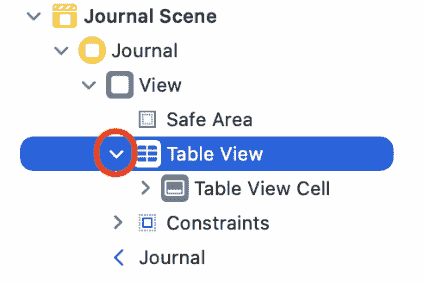 Journal Scene
Journal
View
Safe Area
Table View
Table View Cell
Constraints
Journal